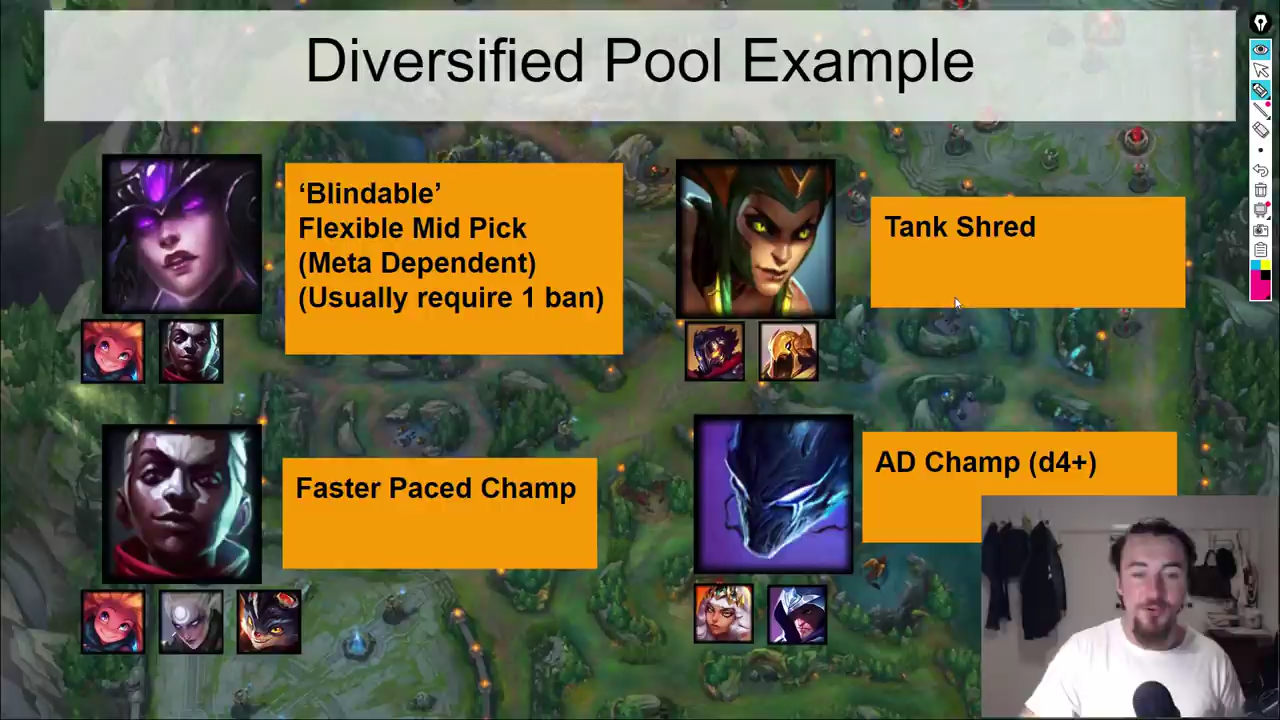 Diversified Pool Example
‘Blindable’
Flexible Mid Pick
(Meta Dependent)
(Usually require 1 ban)
Tank Shred
Faster Paced Champ
AD Champ (d4+)